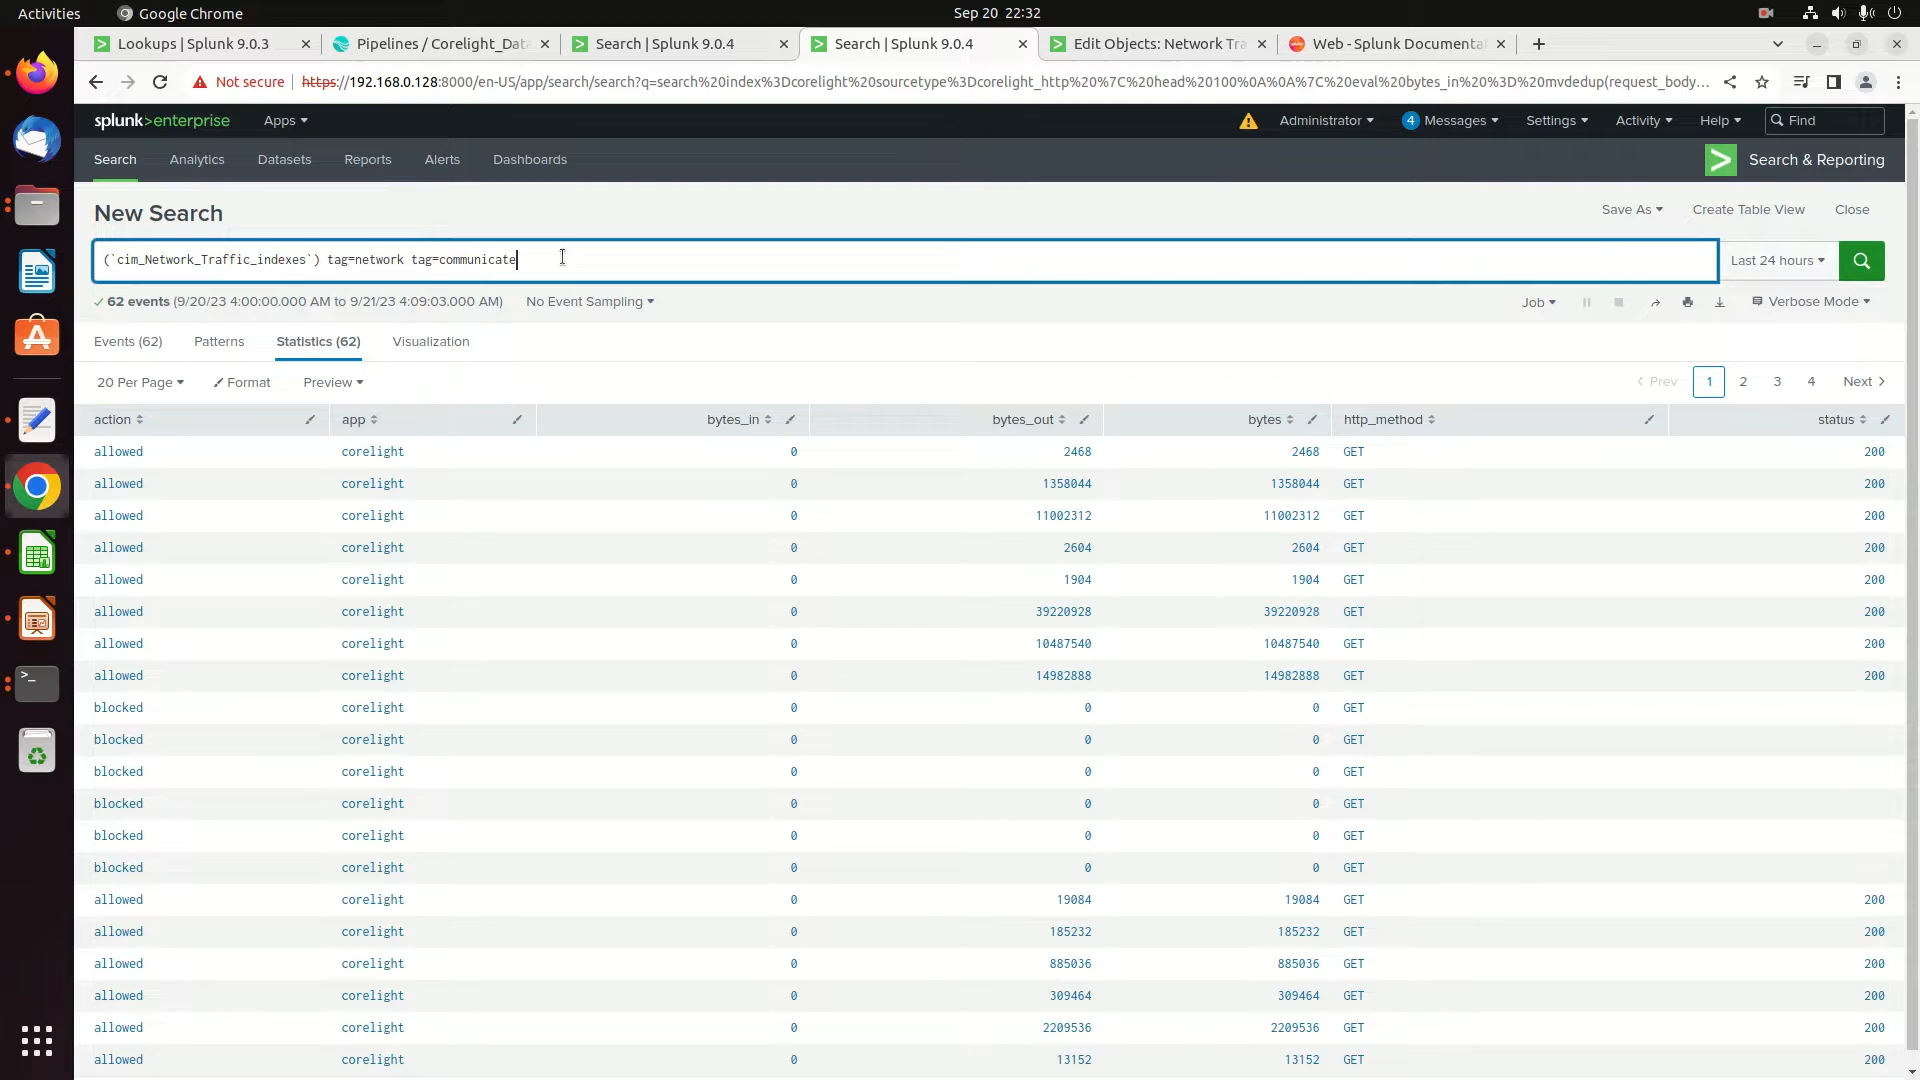 Activities
Google Chrome
Sep 20 22:32
Lookups | Splunk 9.0.3
Pipelines / Corelight_Data
Search | Splunk 9.0.4
Search | Splunk 9.0.4
Edit Objects: Network Tra
Web - Splunk Documenta
Not secure
https://192.168.0.128:8000/en-US/app/search/search?q=search%20index%3Dcorelight%20sourcetype%3Dcorelight_http%20%7C%20head%20100%0A%0A%7C%20eval%20bytes_in%20%3D%20mvdedup(request_body...
splunk>enterprise
Apps
Administrator
4 Messages
Settings
Activity
Help
Find
Search
Analytics
Datasets
Reports
Alerts
Dashboards
Search & Reporting
New Search
Save As
Create Table View
Close
(`cim_Network_Traffic_indexes`) tag=network tag=communicate
Last 24 hours
62 events (9/20/23 4:00:00.000 AM to 9/21/23 4:09:03.000 AM)
No Event Sampling
Job
Verbose Mode
Events (62)
Patterns
Statistics (62)
Visualization
20 Per Page
Format
Preview
< Prev
1
2
3
4
Next >
action app bytes_in bytes_out bytes http_method status
allowed corelight 0 2468 2468 GET 200
allowed corelight 0 1358044 1358044 GET 200
allowed corelight 0 11002312 11002312 GET 200
allowed corelight 0 2604 2604 GET 200
allowed corelight 0 1904 1904 GET 200
allowed corelight 0 39220928 39220928 GET 200
allowed corelight 0 10487540 10487540 GET 200
allowed corelight 0 14982888 14982888 GET 200
blocked corelight 0 0 0 GET
blocked corelight 0 0 0 GET
blocked corelight 0 0 0 GET
blocked corelight 0 0 0 GET
blocked corelight 0 0 0 GET
blocked corelight 0 0 0 GET
allowed corelight 0 19084 19084 GET 200
allowed corelight 0 185232 185232 GET 200
allowed corelight 0 885036 885036 GET 200
allowed corelight 0 309464 309464 GET 200
allowed corelight 0 2209536 2209536 GET 200
allowed corelight 0 13152 13152 GET 200